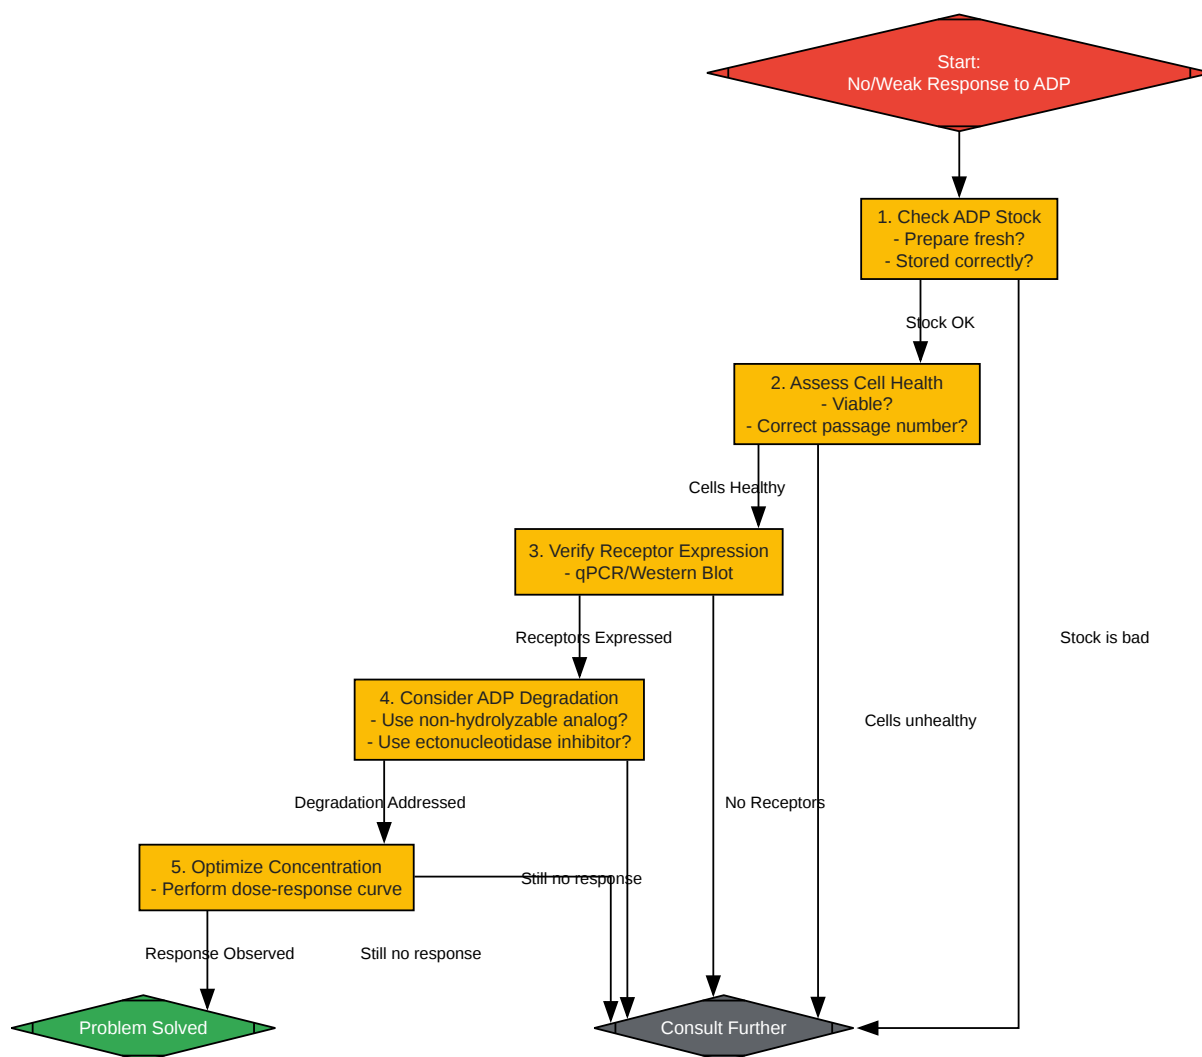 Start:
No/Weak Response to ADP
1. Check ADP Stock
- Prepare fresh?
- Stored correctly?
Stock OK
2. Assess Cell Health
- Viable?
- Correct passage number?
Cells Healthy
3. Verify Receptor Expression
- qPCR/Western Blot
Receptors Expressed
Stock is bad
4. Consider ADP Degradation
- Use non-hydrolyzable analog?
- Use ectonucleotidase inhibitor?
Cells unhealthy
Degradation Addressed
No Receptors
5. Optimize Concentration
- Perform dose-response curve
Still no response
Response Observed
Still no response
Problem Solved
Consult Further